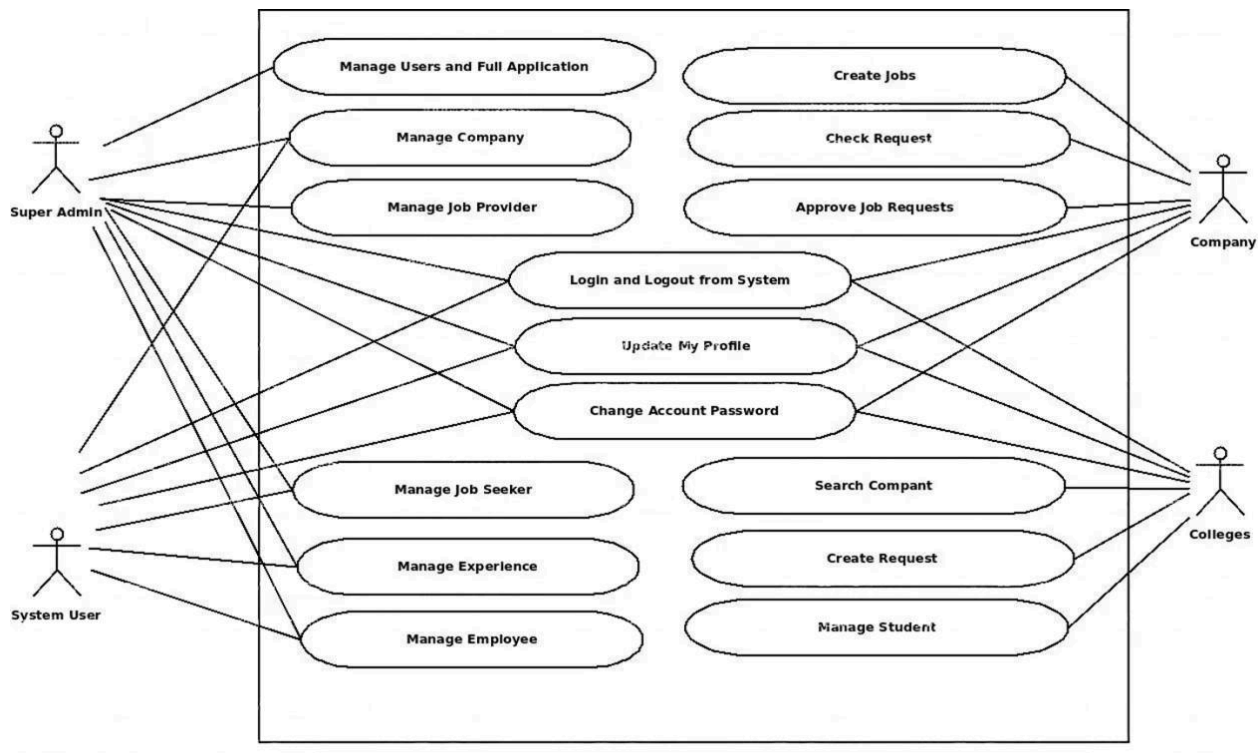 Manage Users and Full Application
Create Jobs
Manage Company
Check Request
Super Admin
Manage Job Provider
Approve Job Requests
Company
Login and Logout from System
Update My Profile
Change Account Password
Manage Job Seeker
Search Compant
Colleges
Manage Experience
Create Request
System User
Manage Employee
Manage Student